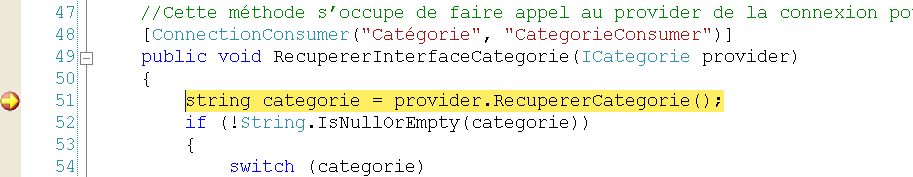 47 //Cette méthode s'occupe de faire appel au provider de la connexion po
48 [ConnectionConsumer("Catégorie", "CategorieConsumer")]
49 public void RecupererInterfaceCategorie(ICategorie provider)
50 {
51 string categorie = provider.RecupererCategorie();
52 if (!String.IsNullOrEmpty(categorie))
53 {
54 switch (categorie)